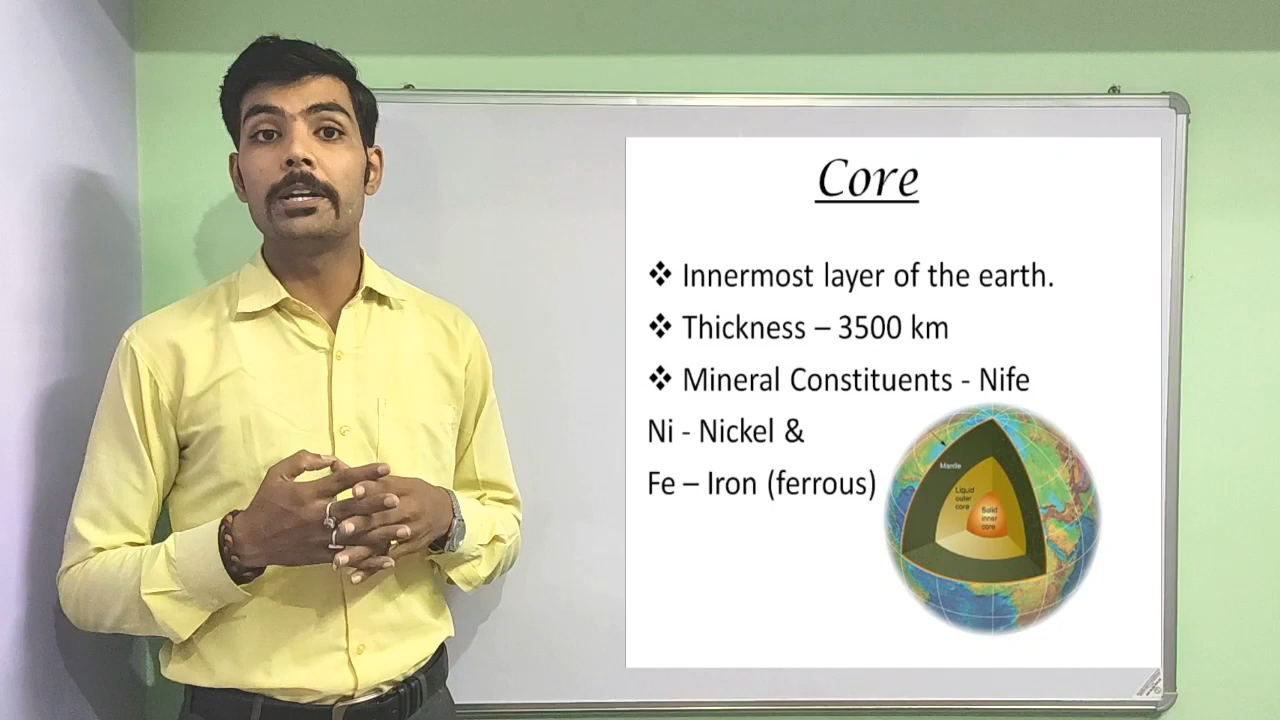 Core
❖ Innermost layer of the earth.
❖ Thickness – 3500 km
❖ Mineral Constituents - Nife
Ni - Nickel &
Fe – Iron (ferrous)
Mantle
Liquid
outer
core
Solid
inner
core